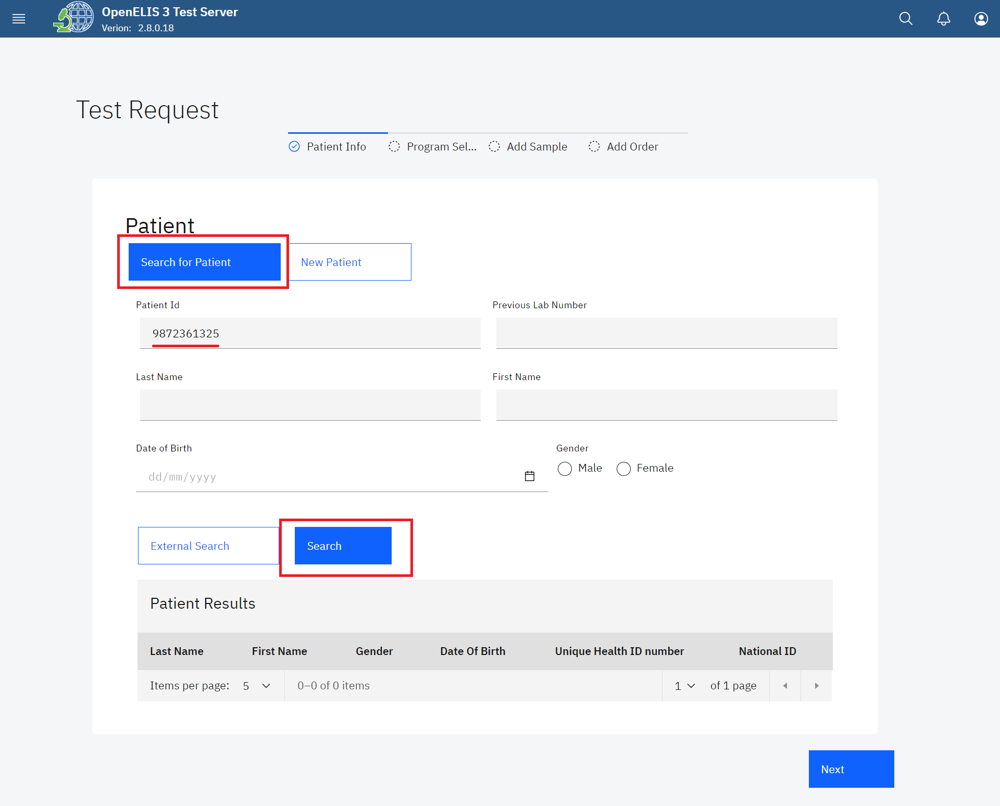 OpenELIS 3 Test Server
Verion: 2.8.0.18
Test Request
Patient Info
Program Sel...
Add Sample
Add Order
Patient
Search for Patient
New Patient
Patient Id
Previous Lab Number
9872361325
Last Name
First Name
Date of Birth
Gender
dd/mm/yyyy
Male
Female
External Search
Search
Patient Results
Last Name First Name Gender Date Of Birth Unique Health ID number National ID
Items per page: 5 0–0 of 0 items 1 of 1 page
Next